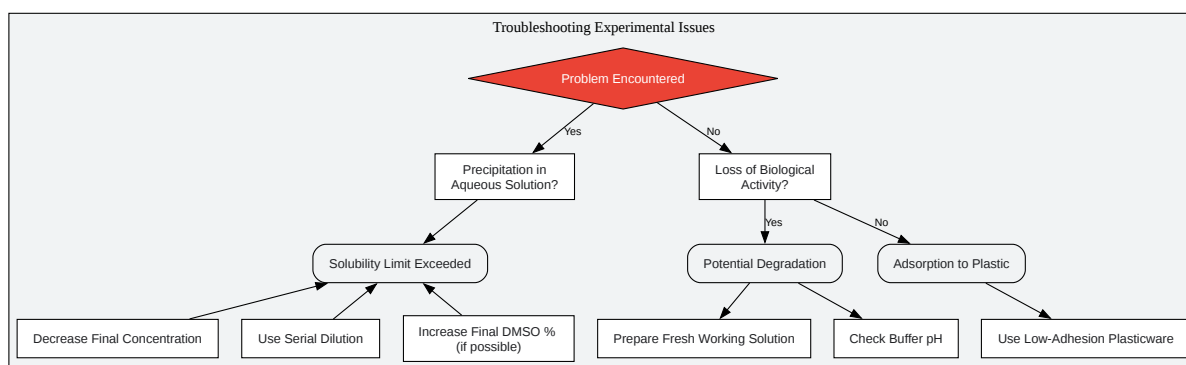 Troubleshooting Experimental Issues
Problem Encountered
Yes
No
Precipitation in
Aqueous Solution?
Loss of Biological
Activity?
Yes
No
Solubility Limit Exceeded
Potential Degradation
Adsorption to Plastic
Decrease Final Concentration
Use Serial Dilution
Increase Final DMSO %
(if possible)
Prepare Fresh Working Solution
Check Buffer pH
Use Low-Adhesion Plasticware